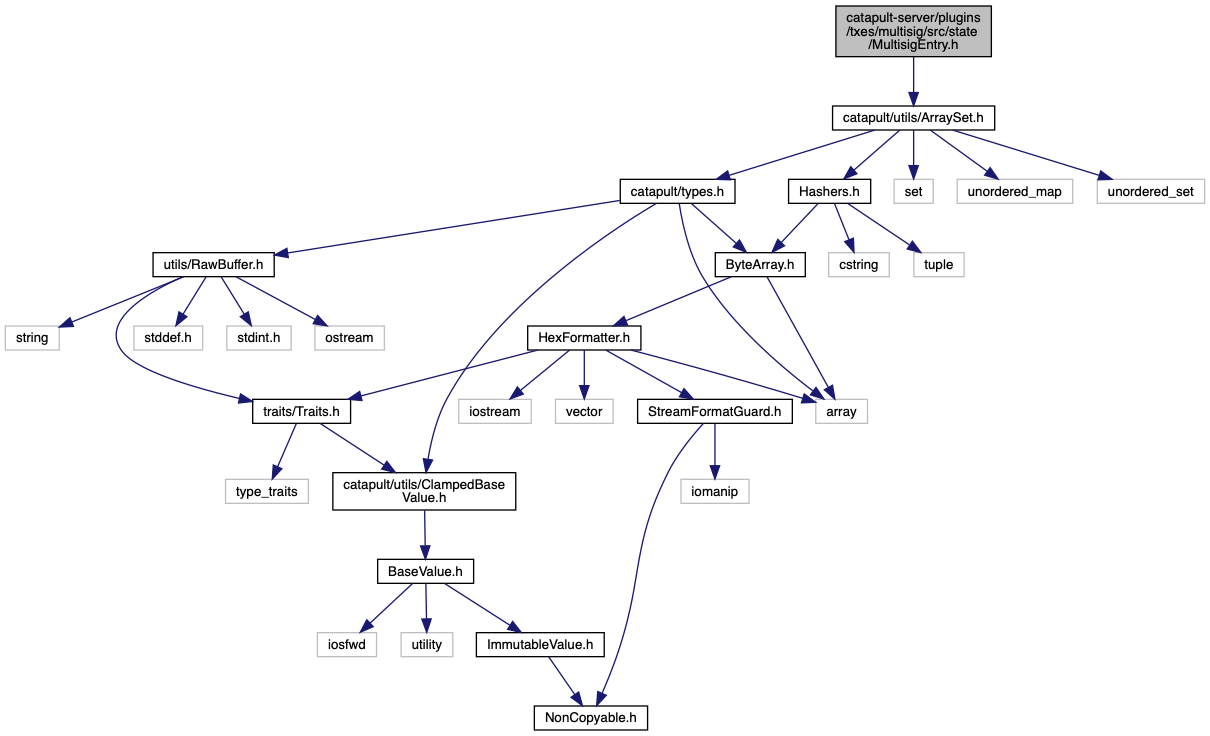 catapult-server/plugins
/txes/multisig/src/state
/MultisigEntry.h
catapult/utils/ArraySet.h
catapult/types.h
Hashers.h
set
unordered_map
unordered_set
utils/RawBuffer.h
ByteArray.h
cstring
tuple
string
stddef.h
stdint.h
ostream
HexFormatter.h
traits/Traits.h
iostream
vector
StreamFormatGuard.h
array
type_traits
catapult/utils/ClampedBase
Value.h
iomanip
BaseValue.h
iosfwd
utility
ImmutableValue.h
NonCopyable.h